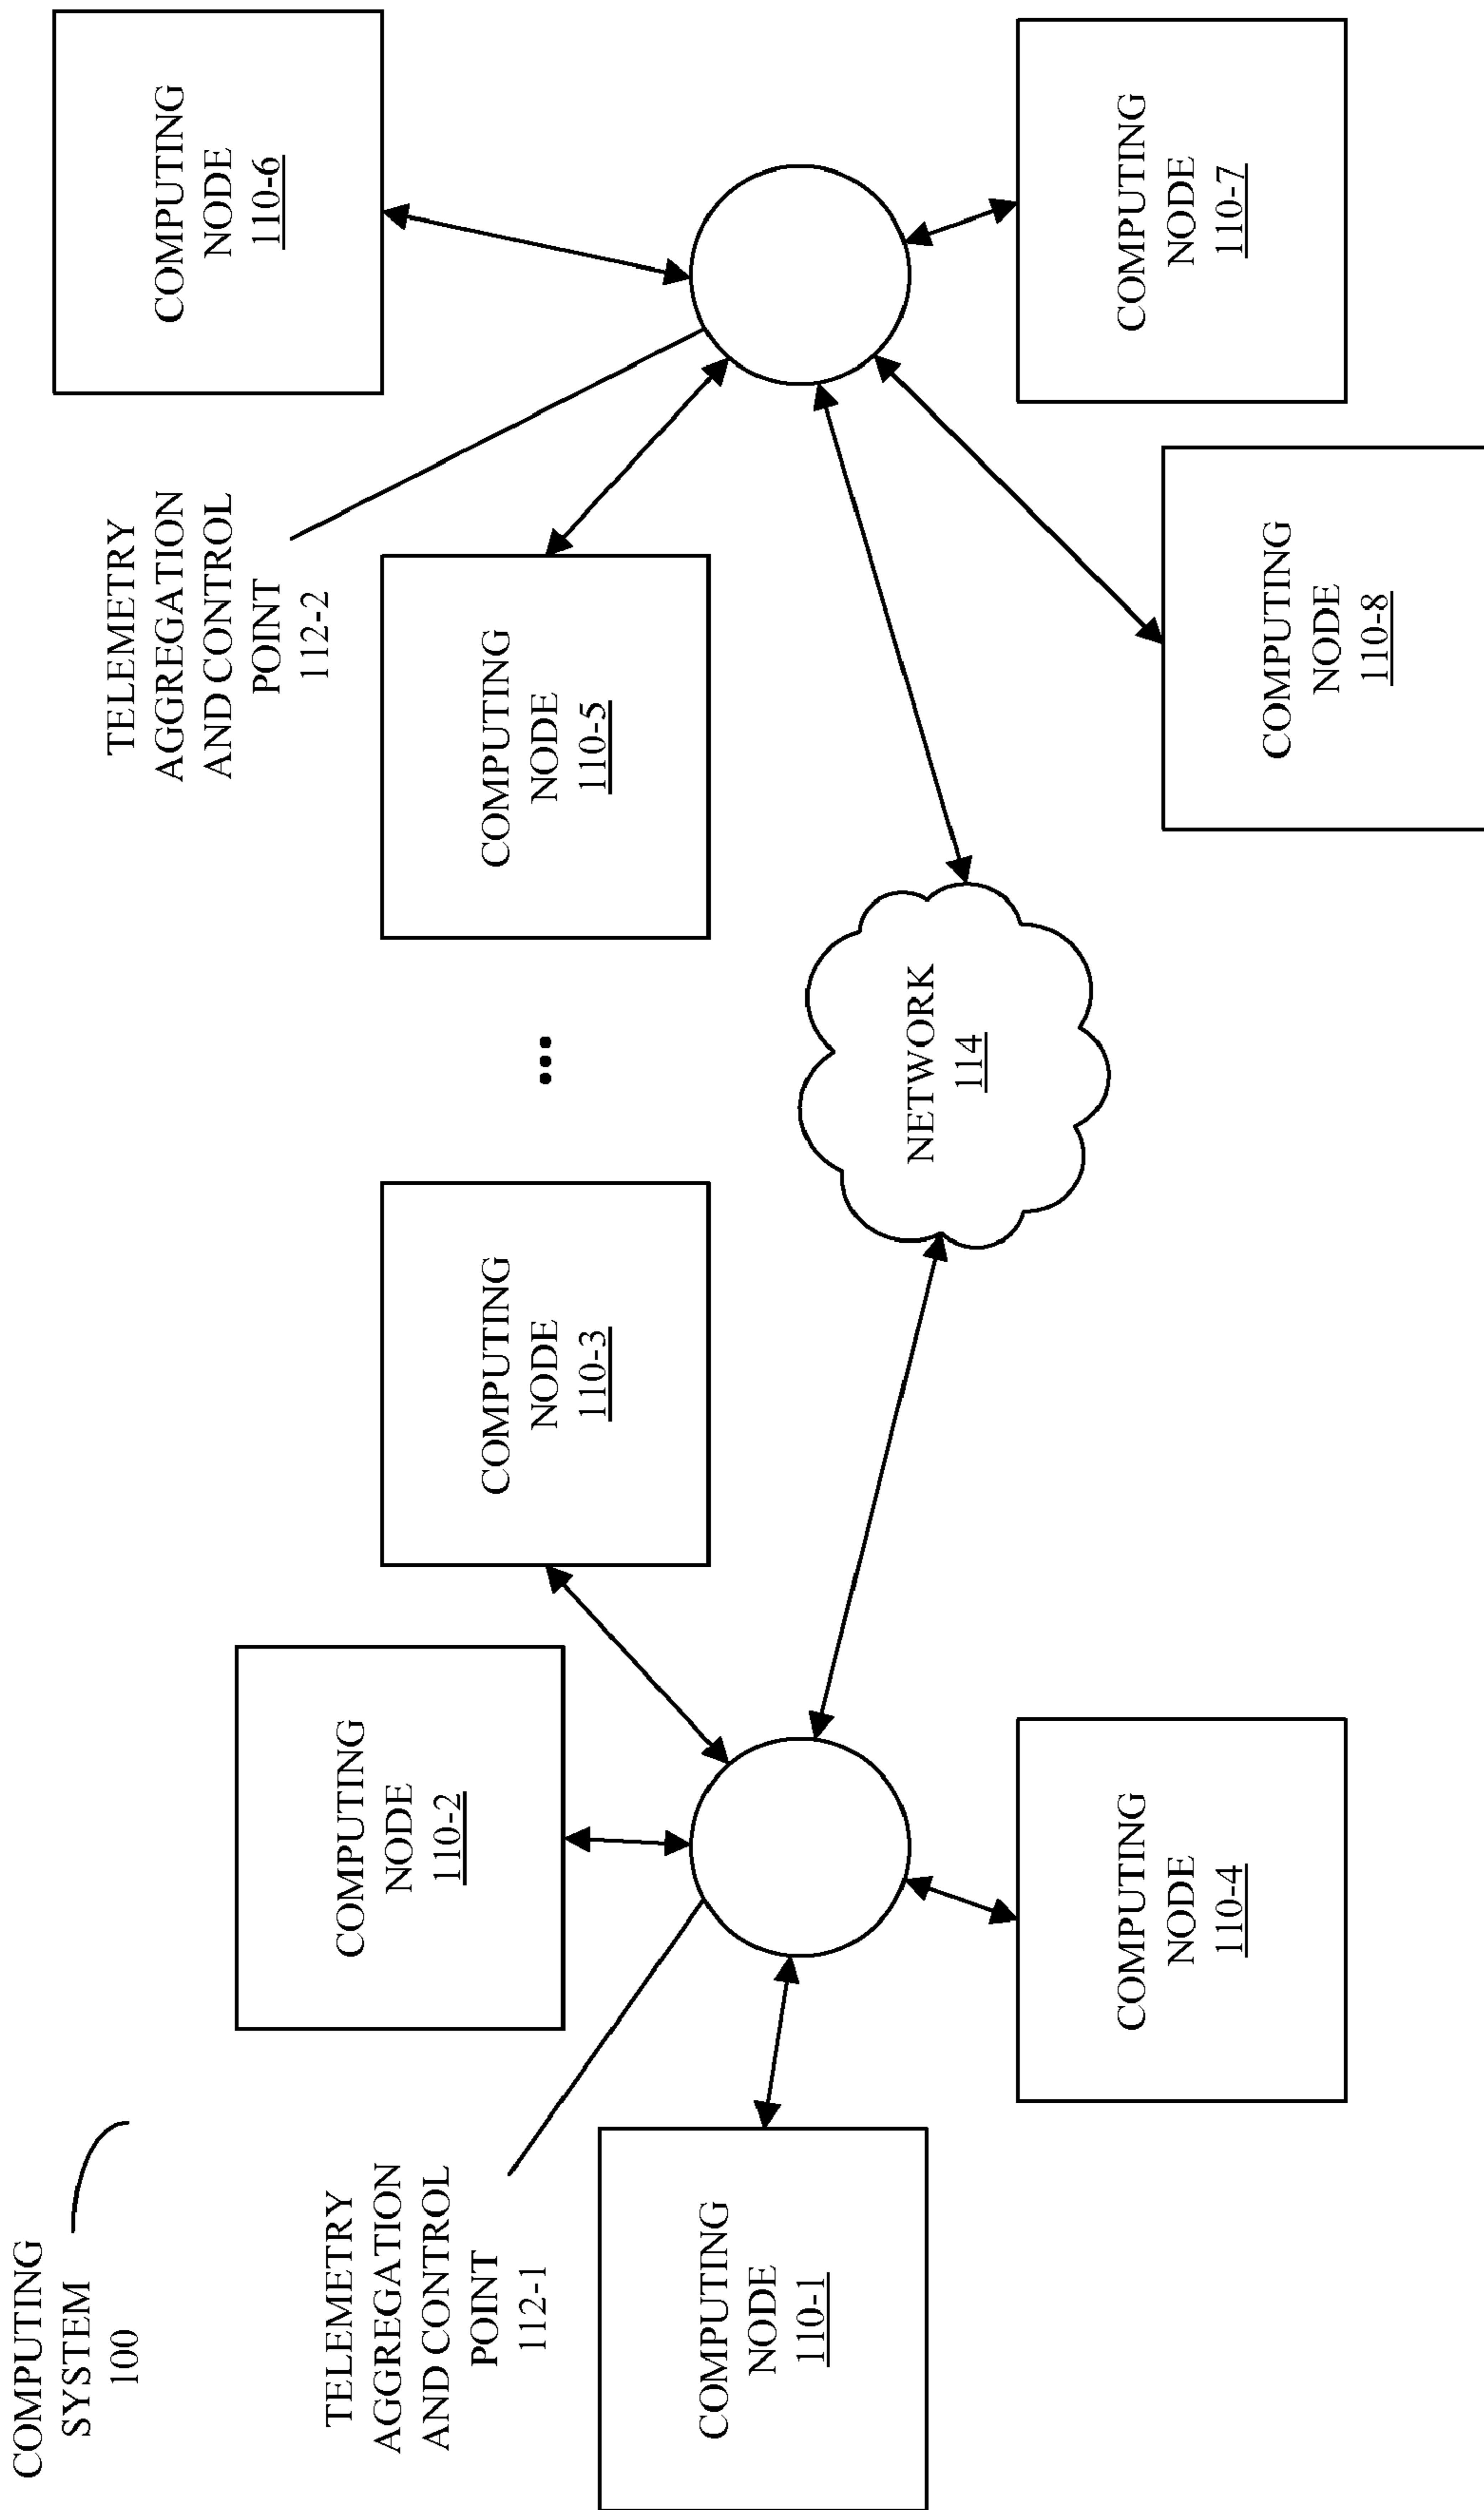 COMPUTING
SYSTEM
100
TELEMETRY
AGGREGATION
AND CONTROL
POINT
112-1
COMPUTING
NODE
110-1
COMPUTING
NODE
110-2
COMPUTING
NODE
110-4
COMPUTING
NODE
110-3
...
NETWORK
114
COMPUTING
NODE
110-5
TELEMETRY
AGGREGATION
AND CONTROL
POINT
112-2
COMPUTING
NODE
110-8
COMPUTING
NODE
110-6
COMPUTING
NODE
110-7